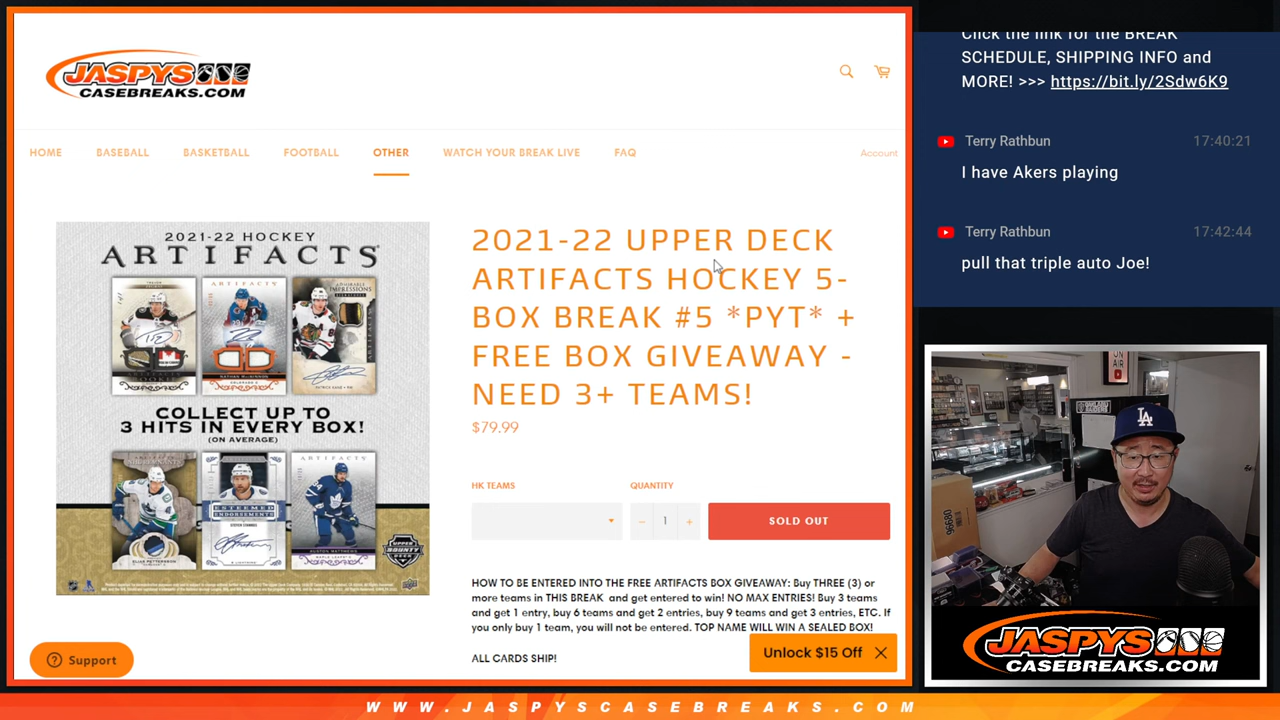 JASPYS
CASEBREAKS.COM
HOME BASEBALL BASKETBALL FOOTBALL OTHER WATCH YOUR BREAK LIVE FAQ Account
2021-22 HOCKEY
ARTIFACTS
COLLECT UP TO
3 HITS IN EVERY BOX!
(ON AVERAGE)
2021-22 UPPER DECK
ARTIFACTS HOCKEY 5-
BOX BREAK #5 *PYT* +
FREE BOX GIVEAWAY -
NEED 3+ TEAMS!
$79.99
HK TEAMS QUANTITY
− 1 + SOLD OUT
HOW TO BE ENTERED INTO THE FREE ARTIFACTS BOX GIVEAWAY: Buy THREE (3) or
more teams in THIS BREAK and get entered to win! NO MAX ENTRIES! Buy 3 teams
and get 1 entry, buy 6 teams and get 2 entries, buy 9 teams and get 3 entries, ETC. If
you only buy 1 team, you will not be entered. TOP NAME WILL WIN A SEALED BOX!
ALL CARDS SHIP!
Support
Unlock $15 Off
Click the link for the BREAK
SCHEDULE, SHIPPING INFO and
MORE! >>> https://bit.ly/2Sdw6K9
Terry Rathbun 17:40:21
I have Akers playing
Terry Rathbun 17:42:44
pull that triple auto Joe!
ON AIR
LA
JASPYS
CASEBREAKS.COM
WWW.JASPYSCASEBREAKS.COM